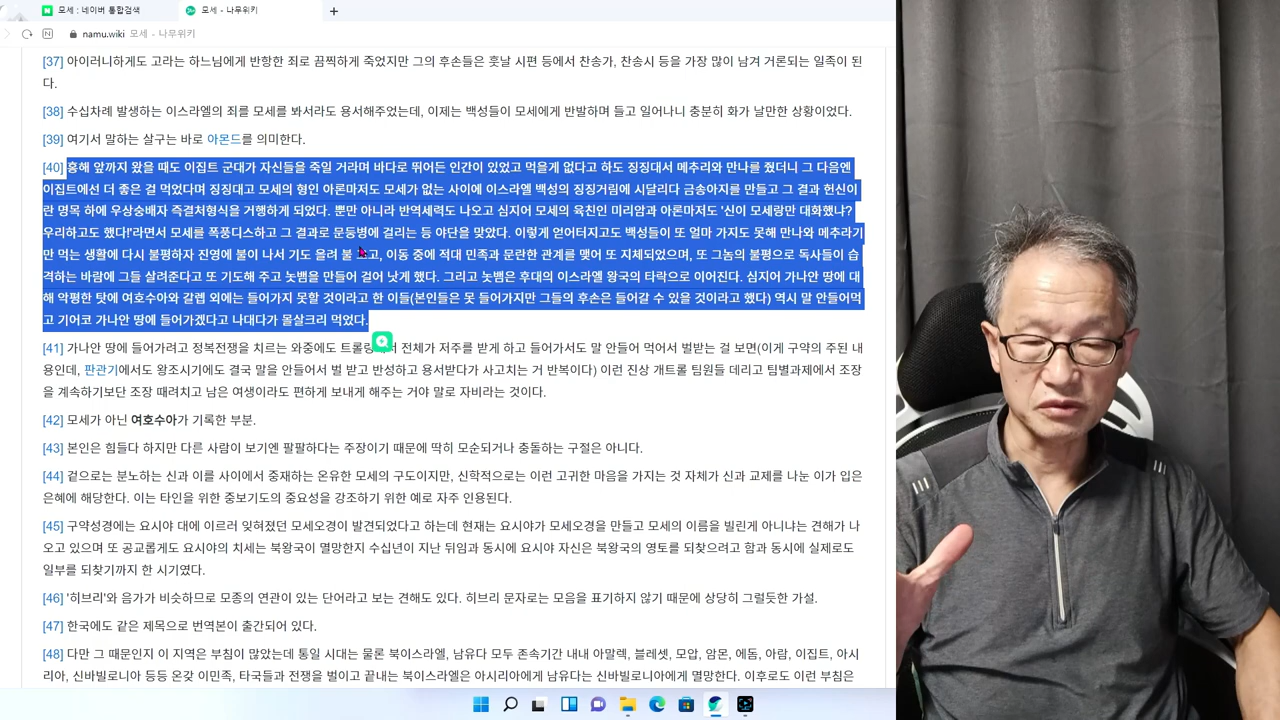 모세 : 네이버 통합검색
모세 - 나무위키
namu.wiki 모세 - 나무위키
[37] 아이러니하게도 고라는 하느님에게 반항한 죄로 끔찍하게 죽었지만 그의 후손들은 훗날 시편 등에서 찬송가, 찬송시 등을 가장 많이 남겨 거론되는 일족이 된
다.
[38] 수십차례 발생하는 이스라엘의 죄를 모세를 봐서라도 용서해주었는데, 이제는 백성들이 모세에게 반발하며 들고 일어나니 충분히 화가 날만한 상황이었다.
[39] 여기서 말하는 살구는 바로 아몬드를 의미한다.
[40] 홍해 앞까지 왔을 때도 이집트 군대가 자신들을 죽일 거라며 바다로 뛰어든 인간이 있었고 먹을게 없다고 하도 징징대서 메추리와 만나를 줬더니 그 다음엔
이집트에선 더 좋은 걸 먹었다며 징징대고 모세의 형인 아론마저도 모세가 없는 사이에 이스라엘 백성의 징징거림에 시달리다 금송아지를 만들고 그 결과 헌신이
란 명목 하에 우상숭배자 즉결처형식을 거행하게 되었다. 뿐만 아니라 반역세력도 나오고 심지어 모세의 육친인 미리암과 아론마저도 '신이 모세랑만 대화했냐?
우리하고도 했다!'라면서 모세를 폭풍디스하고 그 결과로 문둥병에 걸리는 등 야단을 맞았다. 이렇게 얻어터지고도 백성들이 또 얼마 가지도 못해 만나와 메추라기
만 먹는 생활에 다시 불평하자 진영에 불이 나서 기도 올려 불 고, 이동 중에 적대 민족과 문란한 관계를 맺어 또 지체되었으며, 또 그놈의 불평으로 독사들이 습
격하는 바람에 그들 살려준다고 또 기도해 주고 놋뱀을 만들어 걸어 낫게 했다. 그리고 놋뱀은 후대의 이스라엘 왕국의 타락으로 이어진다. 심지어 가나안 땅에 대
해 악평한 탓에 여호수아와 갈렙 외에는 들어가지 못할 것이라고 한 이들(본인들은 못 들어가지만 그들의 후손은 들어갈 수 있을 것이라고 했다) 역시 말 안들어먹
고 기어코 가나안 땅에 들어가겠다고 나대다가 몰살크리 먹었다.
[41] 가나안 땅에 들어가려고 정복전쟁을 치르는 와중에도 트롤링 전체가 저주를 받게 하고 들어가서도 말 안들어 먹어서 벌받는 걸 보면(이게 구약의 주된 내
용인데, 판관기에서도 왕조시기에도 결국 말을 안들어서 벌 받고 반성하고 용서받다가 사고치는 거 반복이다) 이런 진상 개트롤 팀원들 데리고 팀별과제에서 조장
을 계속하기보단 조장 때려치고 남은 여생이라도 편하게 보내게 해주는 거야 말로 자비라는 것이다.
[42] 모세가 아닌 여호수아가 기록한 부분.
[43] 본인은 힘들다 하지만 다른 사람이 보기엔 팔팔하다는 주장이기 때문에 딱히 모순되거나 충돌하는 구절은 아니다.
[44] 겉으로는 분노하는 신과 이를 사이에서 중재하는 온유한 모세의 구도이지만, 신학적으로는 이런 고귀한 마음을 가지는 것 자체가 신과 교제를 나눈 이가 입은
은혜에 해당한다. 이는 타인을 위한 중보기도의 중요성을 강조하기 위한 예로 자주 인용된다.
[45] 구약성경에는 요시야 대에 이르러 잊혀졌던 모세오경이 발견되었다고 하는데 현재는 요시야가 모세오경을 만들고 모세의 이름을 빌린게 아니냐는 견해가 나
오고 있으며 또 공교롭게도 요시야의 치세는 북왕국이 멸망한지 수십년이 지난 뒤임과 동시에 요시야 자신은 북왕국의 영토를 되찾으려고 함과 동시에 실제로도
일부를 되찾기까지 한 시기였다.
[46] '히브리'와 음가가 비슷하므로 모종의 연관이 있는 단어라고 보는 견해도 있다. 히브리 문자로는 모음을 표기하지 않기 때문에 상당히 그럴듯한 가설.
[47] 한국에도 같은 제목으로 번역본이 출간되어 있다.
[48] 다만 그 때문인지 이 지역은 부침이 많았는데 통일 시대는 물론 북이스라엘, 남유다 모두 존속기간 내내 아말렉, 블레셋, 모압, 암몬, 에돔, 아람, 이집트, 아시
리아, 신바빌로니아 등등 온갖 이민족, 타국들과 전쟁을 벌이고 끝내는 북이스라엘은 아시리아에게 남유다는 신바빌로니아에게 멸망한다. 이후로도 이런 부침은